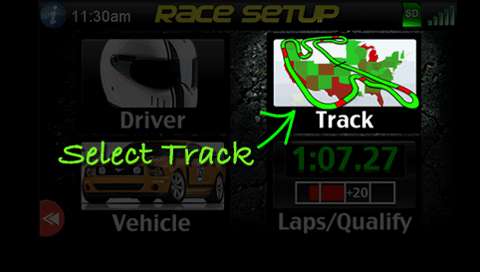 11:30am
RACE SETUP
SD
Driver
Track
Select Track
1:07.27
+20
Vehicle
Laps/Qualify